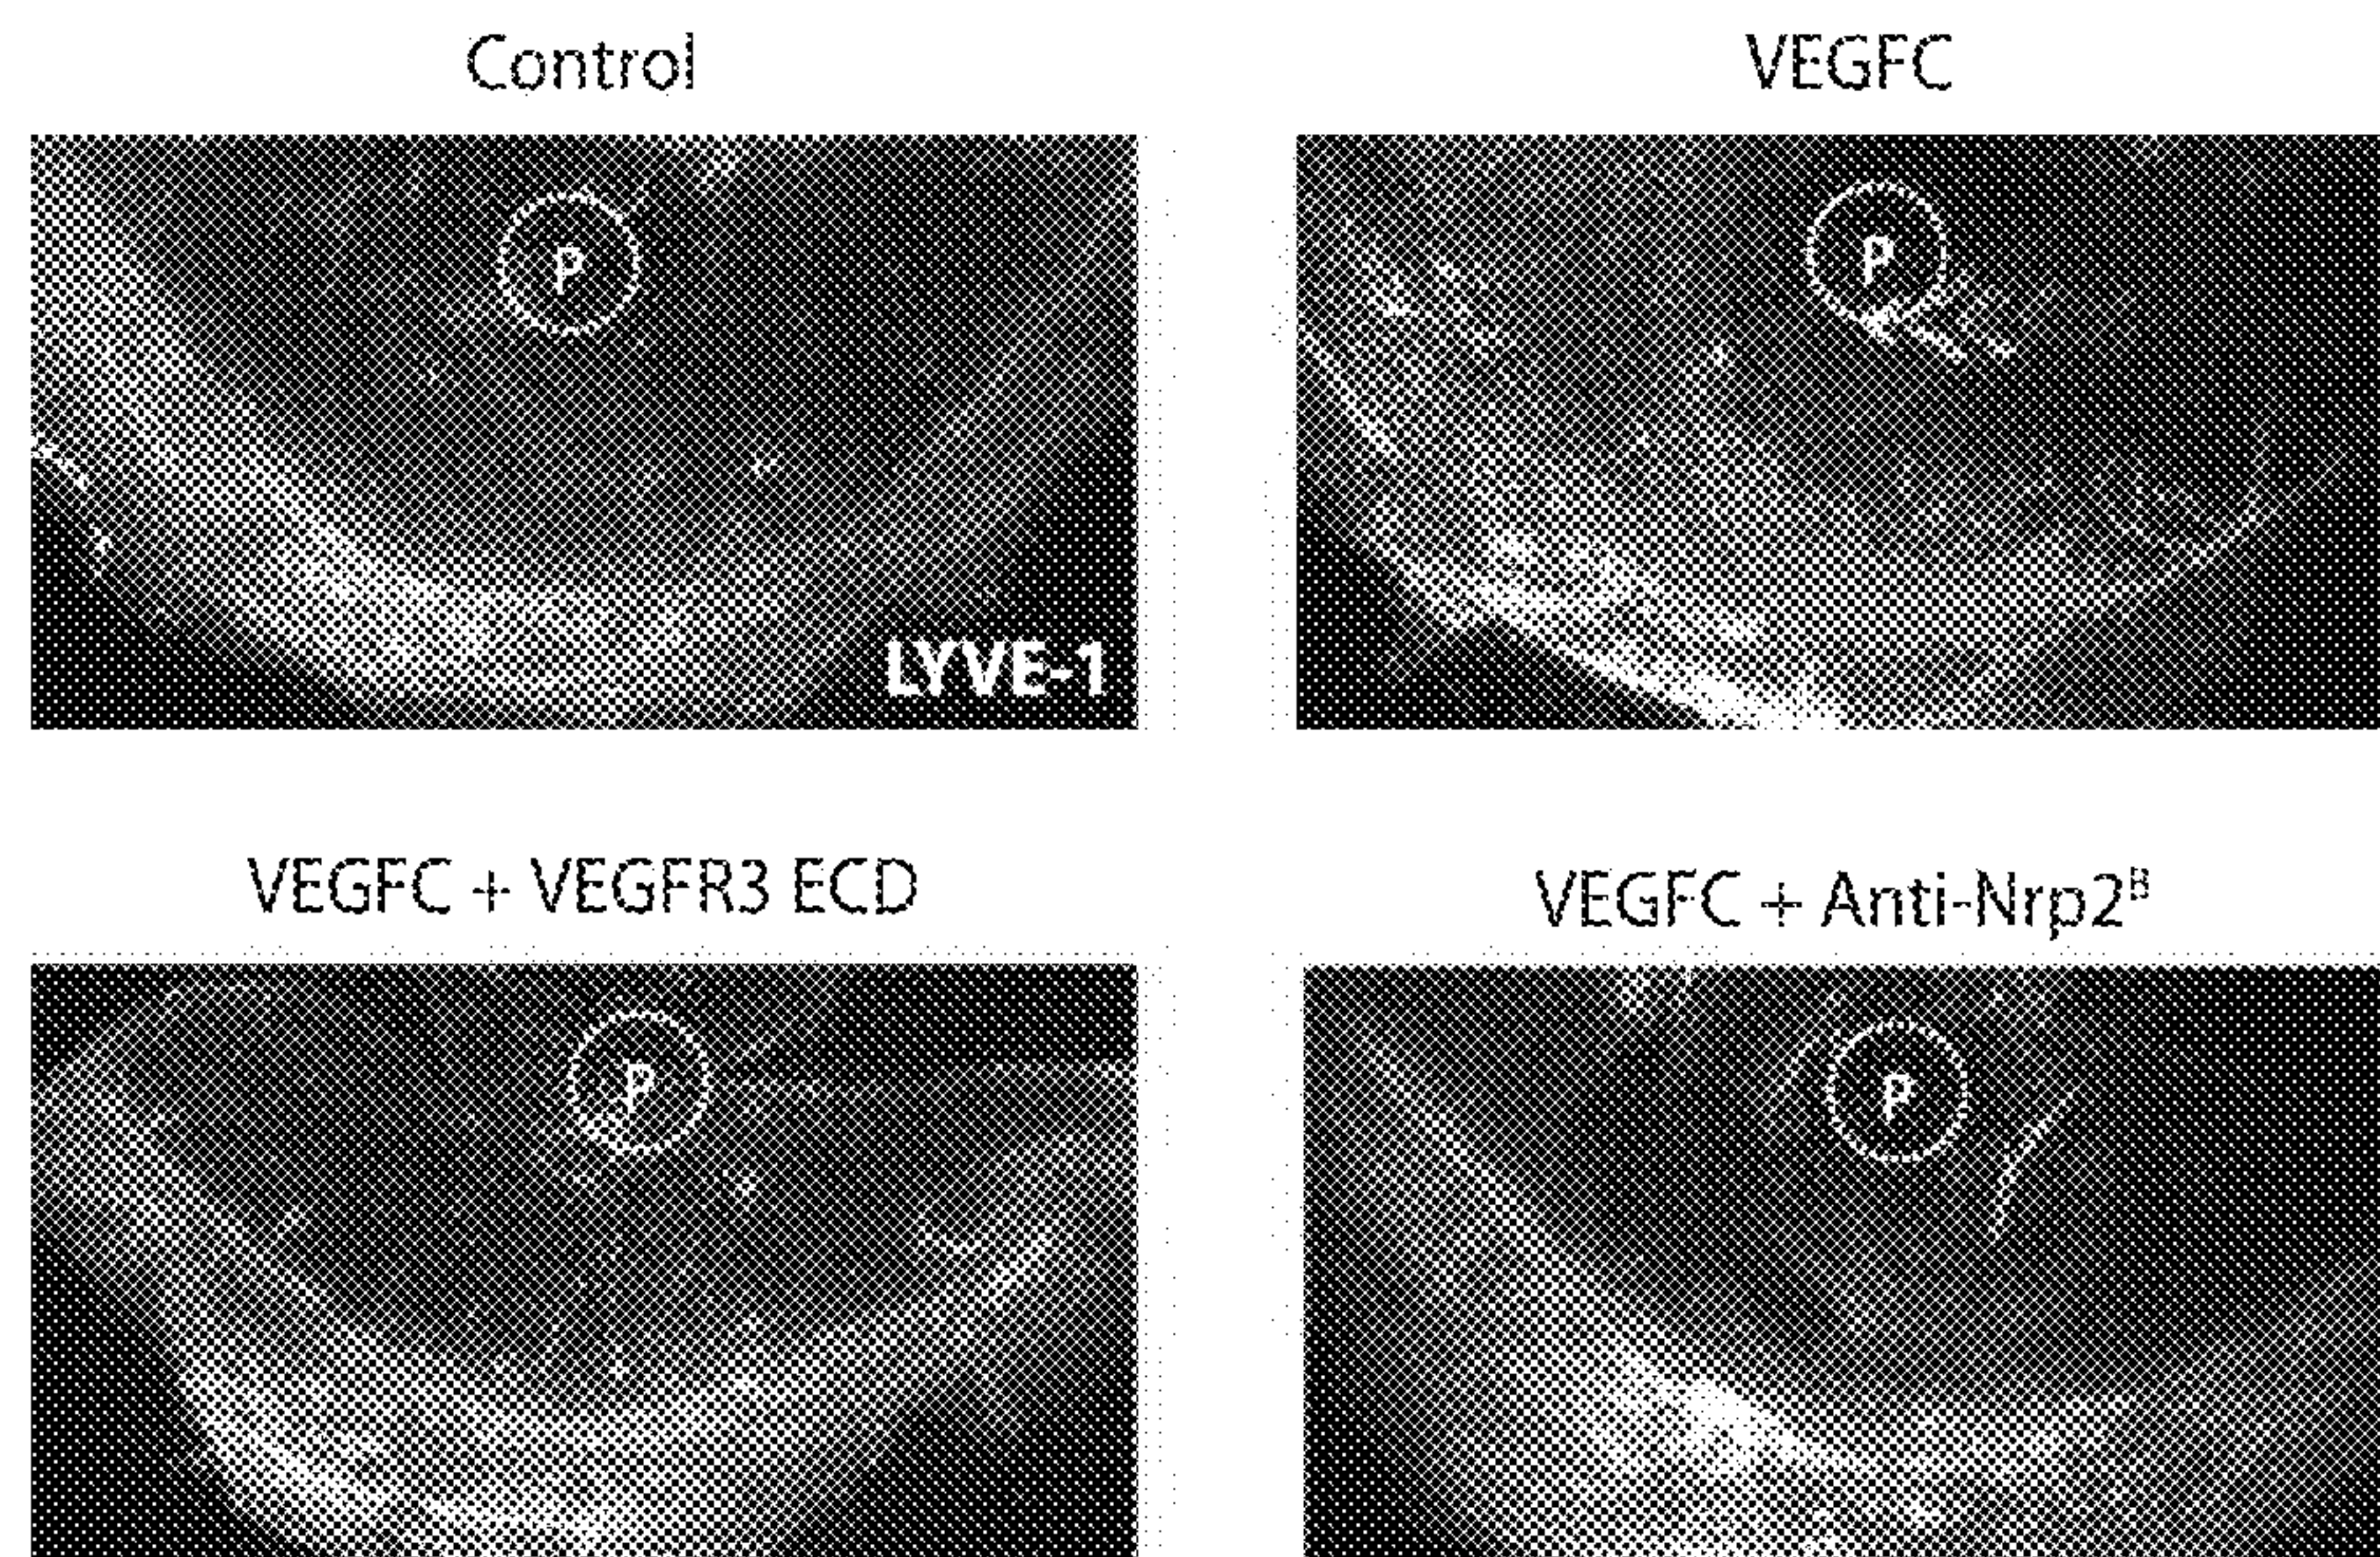 Control
VEGFC
P
P
LYVE-1
VEGFC + VEGFR3 ECD
VEGFC + Anti-Nrp2ᴮ
P
P